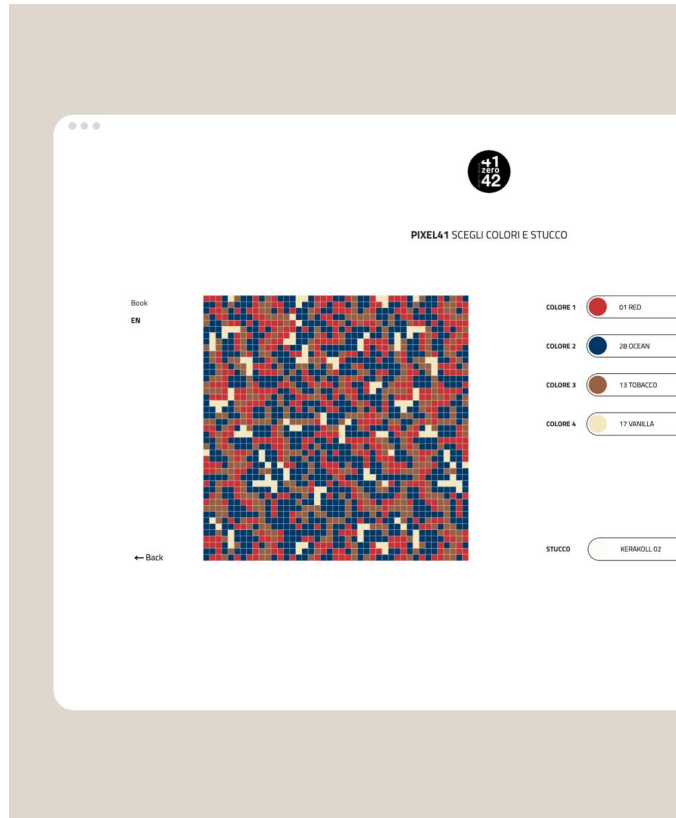 41
zero
42
PIXEL41 SCEGLI COLORI E STUCCO
Book
EN
COLORE 1 01 RED
COLORE 2 28 OCEAN
COLORE 3 13 TOBACCO
COLORE 4 17 VANILLA
STUCCO KERAKOLL 02
← Back